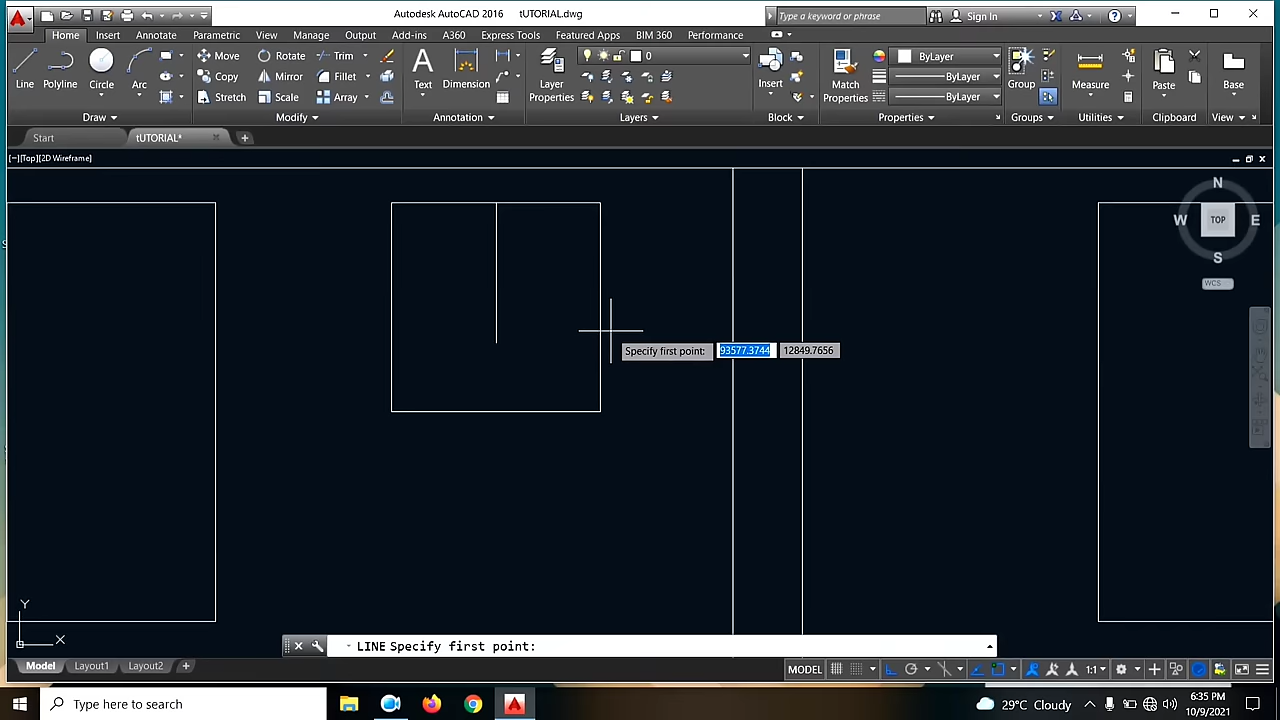 Autodesk AutoCAD 2016 tUTORIAL.dwg
Type a keyword or phrase
Sign In
Home Insert Annotate Parametric View Manage Output Add-ins A360 Express Tools Featured Apps BIM 360 Performance
Line Polyline Circle Arc
Move Rotate Trim
Copy Mirror Fillet
Stretch Scale Array
Text Dimension
Layer Properties
0
Insert
Match Properties
ByLayer
ByLayer
ByLayer
Group
Measure
Paste
Base
Draw Modify Annotation Layers Block Properties Groups Utilities Clipboard View
Start tUTORIAL*
[−][Top][2D Wireframe]
N
W TOP E
S
WCS
Specify first point: 93577.3744 12849.7656
Y
X
LINE Specify first point:
Model Layout1 Layout2
MODEL 1:1
Type here to search
29°C Cloudy
6:35 PM
10/9/2021